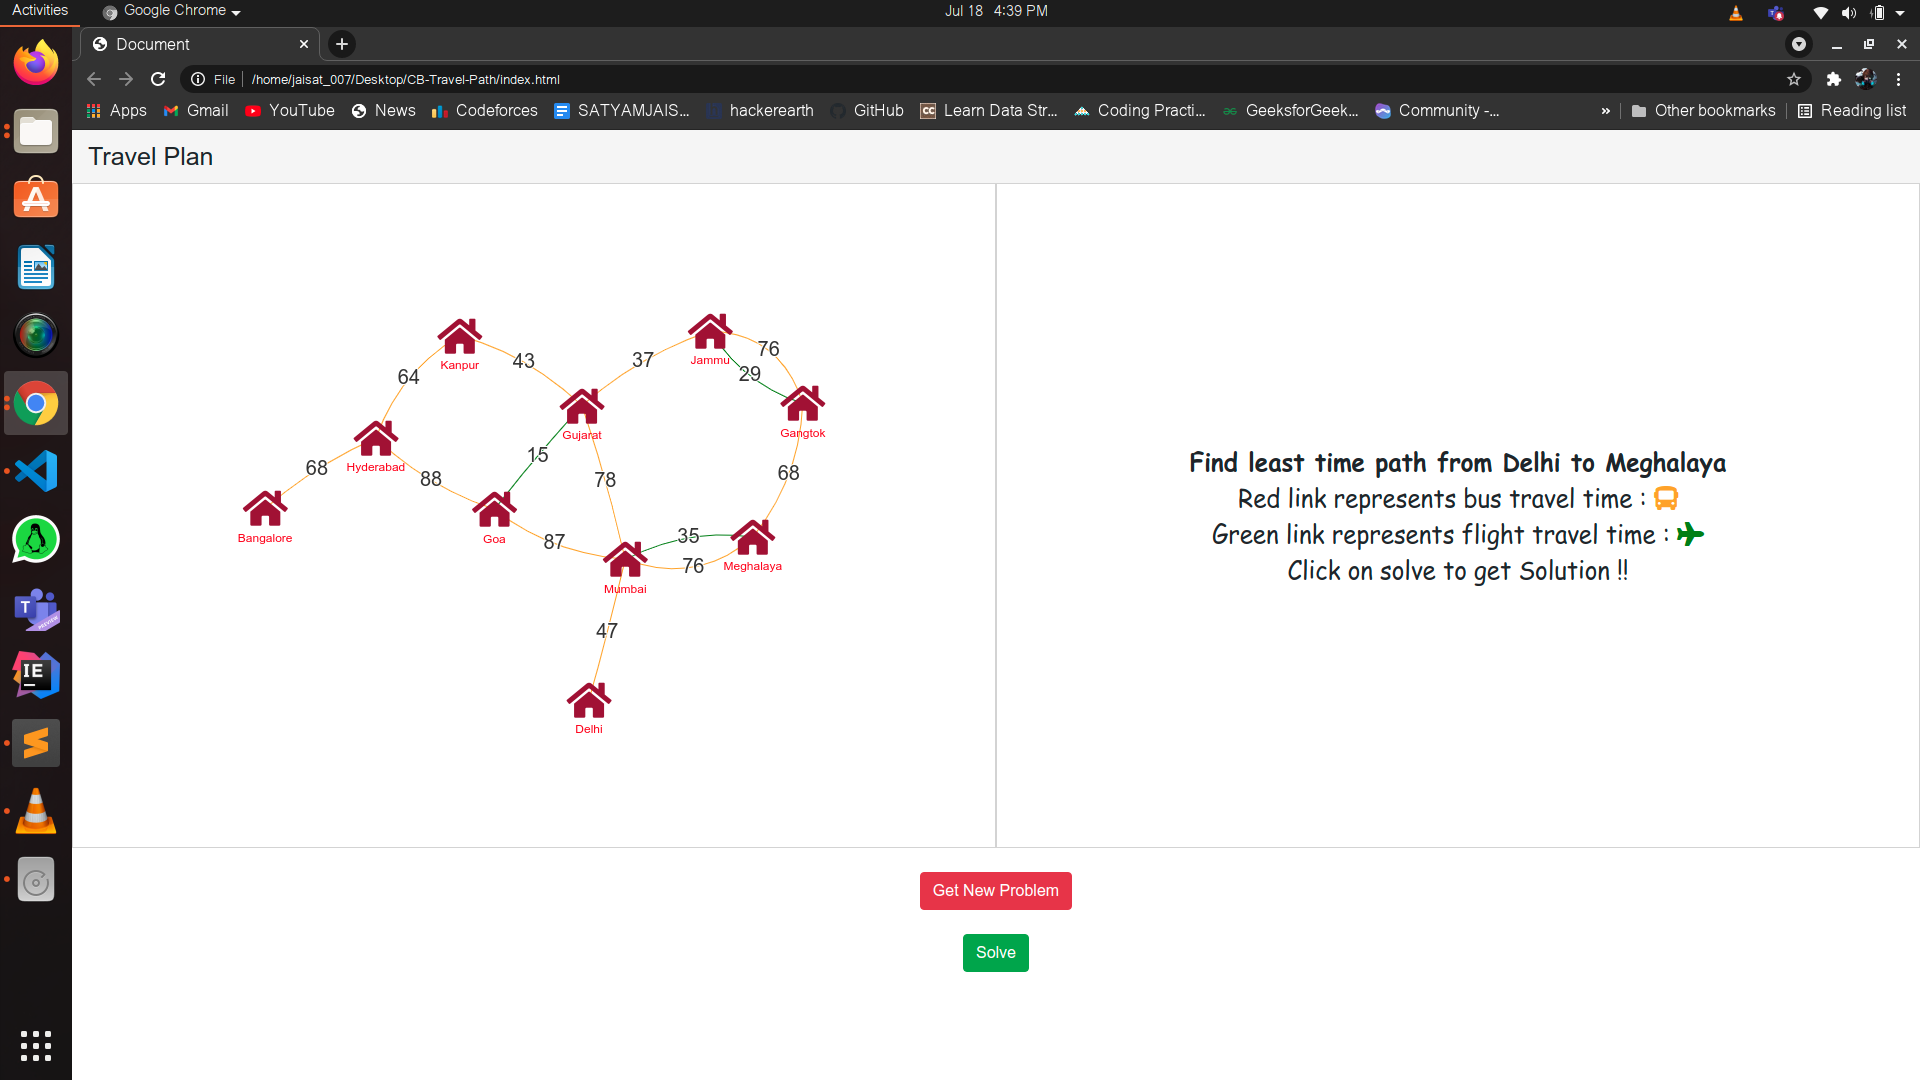 Activities
Google Chrome
Jul 18 4:39 PM
Document
File
/home/jaisat_007/Desktop/CB-Travel-Path/index.html
Apps
Gmail
YouTube
News
Codeforces
SATYAMJAIS...
hackerearth
GitHub
CC
Learn Data Str...
Coding Practi...
GeeksforGeek...
Community -...
»
Other bookmarks
Reading list
Travel Plan
Jammu
76
Kanpur
43
37
29
64
Gujarat
Gangtok
15
Hyderabad
68
88
78
68
Bangalore
Goa
87
35
76
Meghalaya
Mumbai
47
Delhi
Find least time path from Delhi to Meghalaya
Red link represents bus travel time :
Green link represents flight travel time :
Click on solve to get Solution !!
Get New Problem
Solve
T
PREVIEW
IE